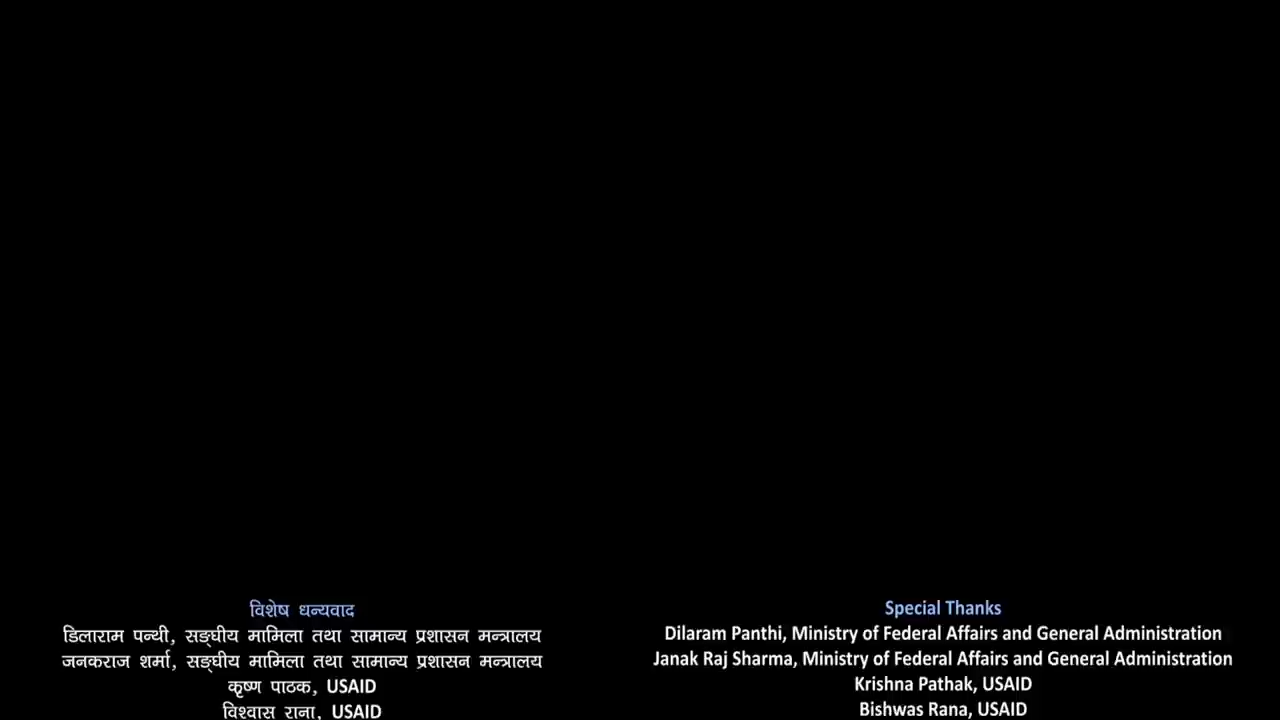 विशेष धन्यवाद
डिलाराम पन्थी, सङ्घीय मामिला तथा सामान्य प्रशासन मन्त्रालय
जनकराज शर्मा, सङ्घीय मामिला तथा सामान्य प्रशासन मन्त्रालय
कृष्ण पाठक, USAID
विश्वास राना, USAID
Special Thanks
Dilaram Panthi, Ministry of Federal Affairs and General Administration
Janak Raj Sharma, Ministry of Federal Affairs and General Administration
Krishna Pathak, USAID
Bishwas Rana, USAID